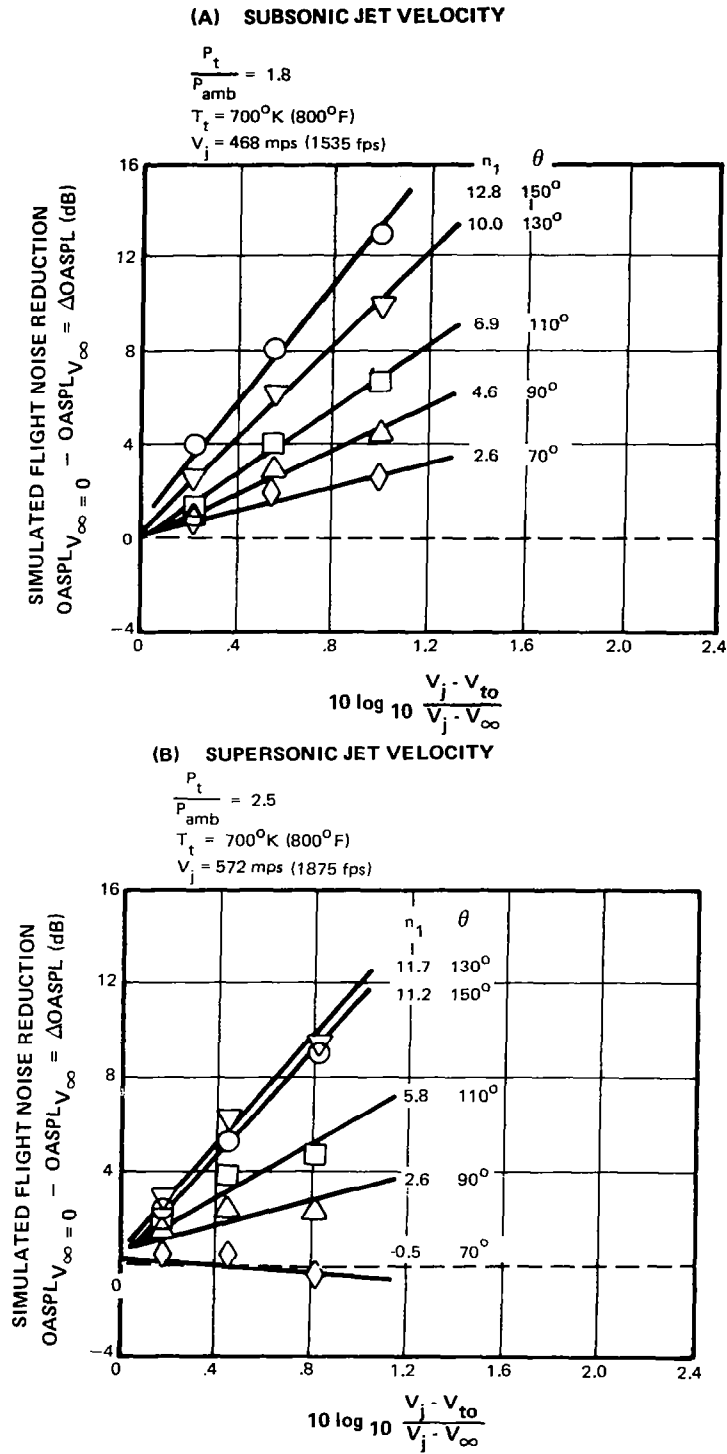 (A) SUBSONIC JET VELOCITY
P_t / P_amb = 1.8
T_t = 700°K (800°F)
V_j = 468 mps (1535 fps)
SIMULATED FLIGHT NOISE REDUCTION
OASPL_V∞ = 0 − OASPL_V∞ = ΔOASPL (dB)
16
12
8
4
0
−4
n_1 θ
12.8 150°
10.0 130°
6.9 110°
4.6 90°
2.6 70°
0 .4 .8 1.2 1.6 2.0 2.4
10 log 10 V_j - V_to / V_j - V_∞
(B) SUPERSONIC JET VELOCITY
P_t / P_amb = 2.5
T_t = 700°K (800°F)
V_j = 572 mps (1875 fps)
SIMULATED FLIGHT NOISE REDUCTION
OASPL_V∞ = 0 − OASPL_V∞ = ΔOASPL (dB)
16
12
8
4
0
−4
n_1 θ
11.7 130°
11.2 150°
5.8 110°
2.6 90°
-0.5 70°
0 .4 .8 1.2 1.6 2.0 2.4
10 log 10 V_j - V_to / V_j - V_∞